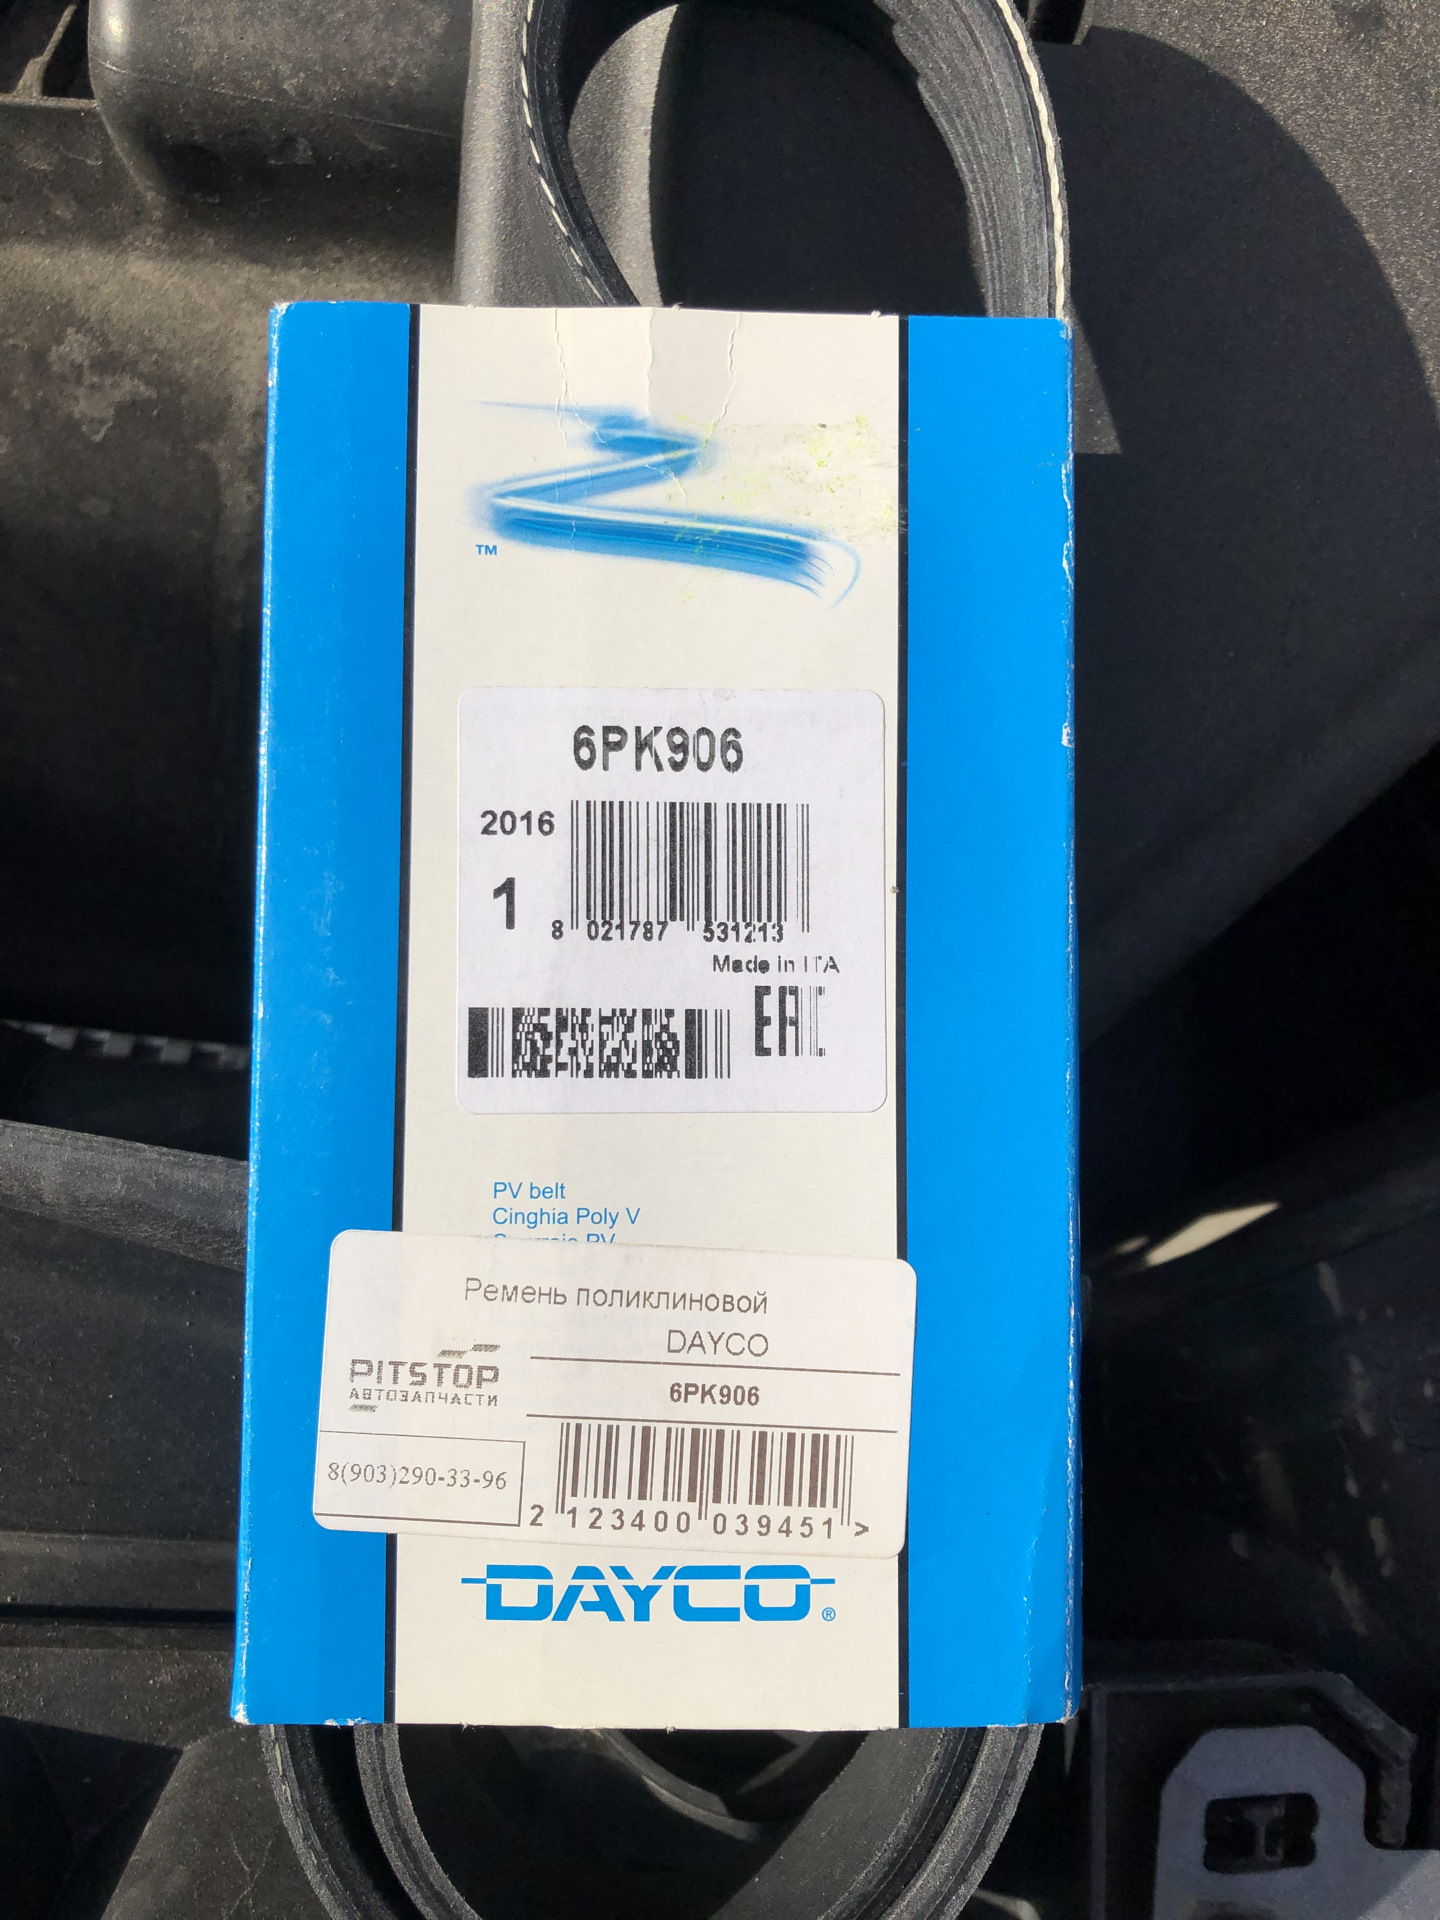 TM
6PK906
2016
1
8 021787 531213
Made in ITA
EAC
PV belt
Cinghia Poly V
PV
Ремень поликлиновой
DAYCO
PITSTOP
АВТОЗАПЧАСТИ
6PK906
8(903)290-33-96
2 123400 039451 >
DAYCO®